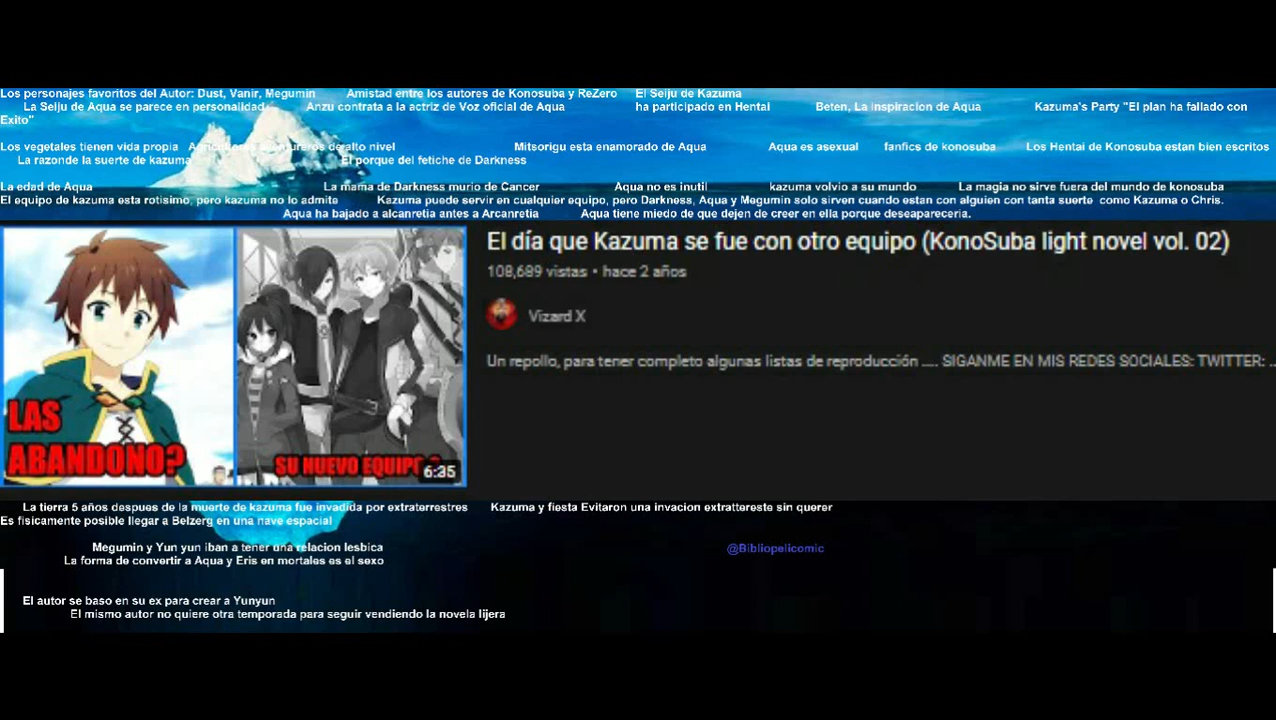 Los personajes favoritos del Autor: Dust, Vanir, Megumin Amistad entre los autores de Konosuba y ReZero El Seiju de Kazuma
La Seiju de Aqua se parece en personalidad Anzu contrata a la actriz de Voz oficial de Aqua ha participado en Hentai Beten, La inspiracion de Aqua Kazuma's Party "El plan ha fallado con
Exito"
Los vegetales tienen vida propia Agricultores aventureros de alto nivel Mitsorigu esta enamorado de Aqua Aqua es asexual fanfics de konosuba Los Hentai de Konosuba estan bien escritos
La razonde la suerte de kazuma El porque del fetiche de Darkness
La edad de Aqua La mama de Darkness murio de Cancer Aqua no es inutil kazuma volvio a su mundo La magia no sirve fuera del mundo de konosuba
El equipo de kazuma esta rotisimo, pero kazuma no lo admite Kazuma puede servir en cualquier equipo, pero Darkness, Aqua y Megumin solo sirven cuando estan con alguien con tanta suerte como Kazuma o Chris.
Aqua ha bajado a alcanretia antes a Arcanretia Aqua tiene miedo de que dejen de creer en ella porque desapareceria.
El día que Kazuma se fue con otro equipo (KonoSuba light novel vol. 02)
108,689 vistas • hace 2 años
Vizard X
Un repollo, para tener completo algunas listas de reproducción ..... SIGANME EN MIS REDES SOCIALES: TWITTER: ...
LAS
ABANDONO?
SU NUEVO EQUIPO
6:35
La tierra 5 años despues de la muerte de kazuma fue invadida por extraterrestres Kazuma y fiesta Evitaron una invacion extrattereste sin querer
Es fisicamente posible llegar a Belzerg en una nave espacial
Megumin y Yun yun iban a tener una relacion lesbica @Bibliopelicomic
La forma de convertir a Aqua y Eris en mortales es el sexo
El autor se baso en su ex para crear a Yunyun
El mismo autor no quiere otra temporada para seguir vendiendo la novela lijera